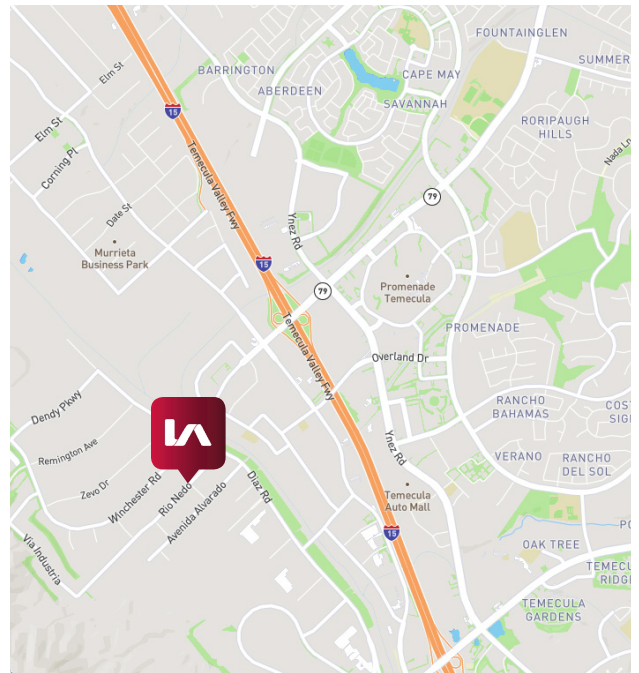 FOUNTAINGLEN
SUMMER
Elm St
BARRINGTON
CAPE MAY
ABERDEEN
SAVANNAH
15
RORIPAUGH
HILLS
Elm St
Nada Ln
Corning Pl
Temecula Valley Fwy
79
Date St
Ynez Rd
Murrieta
Business Park
15
79
Promenade
Temecula
Temecula Valley Fwy
PROMENADE
Overland Dr
Dendy Pkwy
RANCHO
BAHAMAS
COST
SIG
Remington Ave
Ynez Rd
VERANO
RANCHO
DEL SOL
Zevo Dr
Winchester Rd
Rio Nedo
Diaz Rd
Temecula
Auto Mall
Avenida Alvarado
PO
15
Via Industria
OAK TREE
TEMECU
RIDGE
TEMECULA
GARDENS